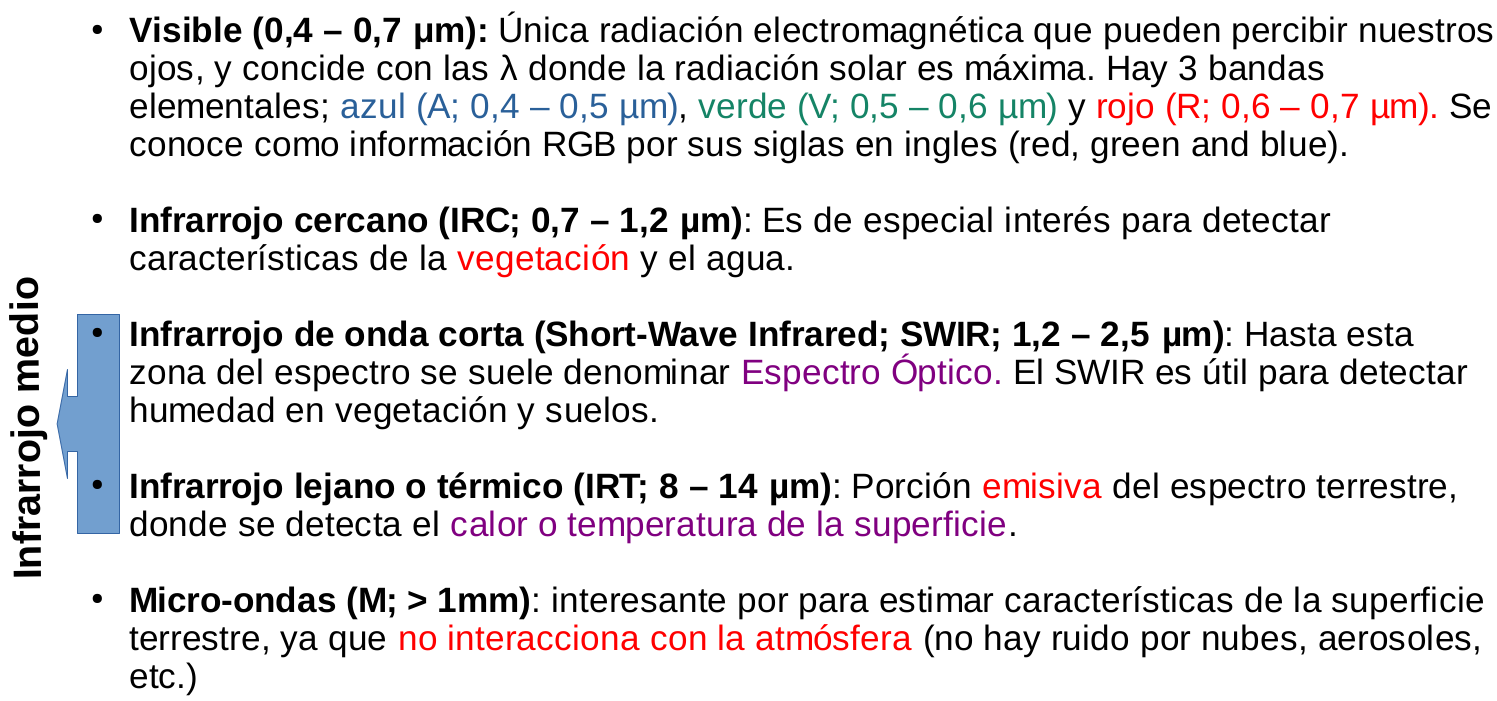 • Visible (0,4 – 0,7 µm): Única radiación electromagnética que pueden percibir nuestros
ojos, y concide con las λ donde la radiación solar es máxima. Hay 3 bandas
elementales; azul (A; 0,4 – 0,5 µm), verde (V; 0,5 – 0,6 µm) y rojo (R; 0,6 – 0,7 µm). Se
conoce como información RGB por sus siglas en ingles (red, green and blue).
• Infrarrojo cercano (IRC; 0,7 – 1,2 µm): Es de especial interés para detectar
características de la vegetación y el agua.
Infrarrojo medio
• Infrarrojo de onda corta (Short-Wave Infrared; SWIR; 1,2 – 2,5 µm): Hasta esta
zona del espectro se suele denominar Espectro Óptico. El SWIR es útil para detectar
humedad en vegetación y suelos.
• Infrarrojo lejano o térmico (IRT; 8 – 14 µm): Porción emisiva del espectro terrestre,
donde se detecta el calor o temperatura de la superficie.
• Micro-ondas (M; > 1mm): interesante por para estimar características de la superficie
terrestre, ya que no interacciona con la atmósfera (no hay ruido por nubes, aerosoles,
etc.)